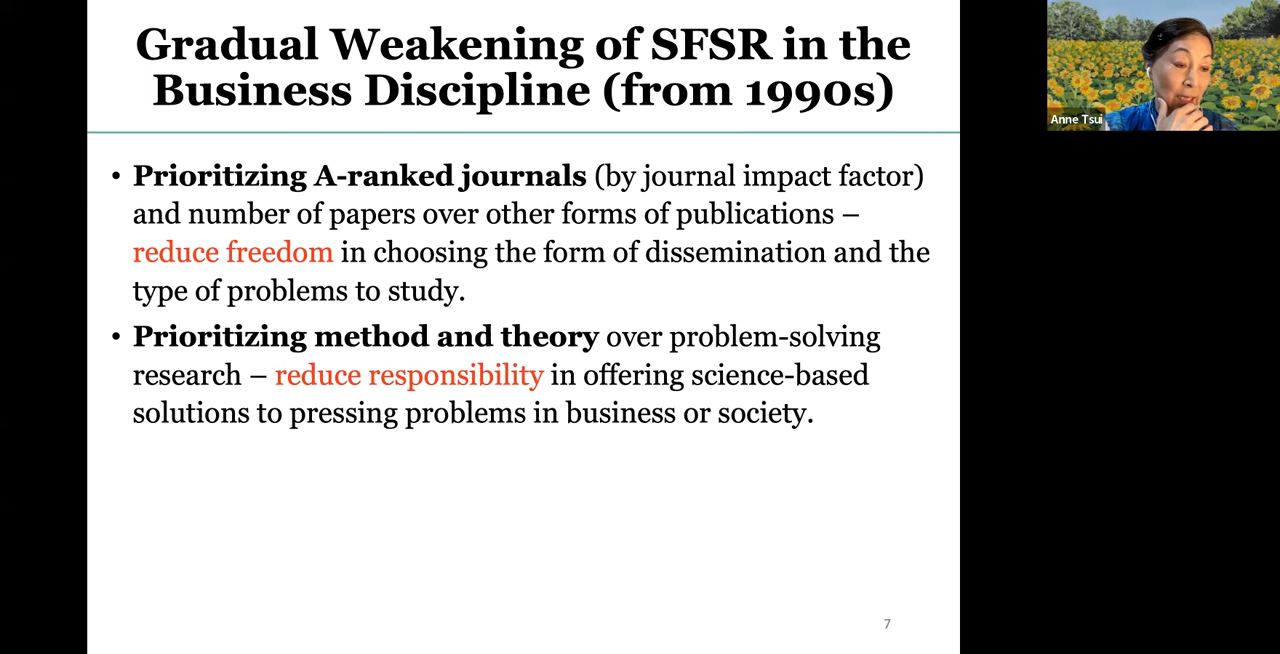 Gradual Weakening of SFSR in the
Business Discipline (from 1990s)
• Prioritizing A-ranked journals (by journal impact factor)
and number of papers over other forms of publications –
reduce freedom in choosing the form of dissemination and the
type of problems to study.
• Prioritizing method and theory over problem-solving
research – reduce responsibility in offering science-based
solutions to pressing problems in business or society.
7
Anne Tsui